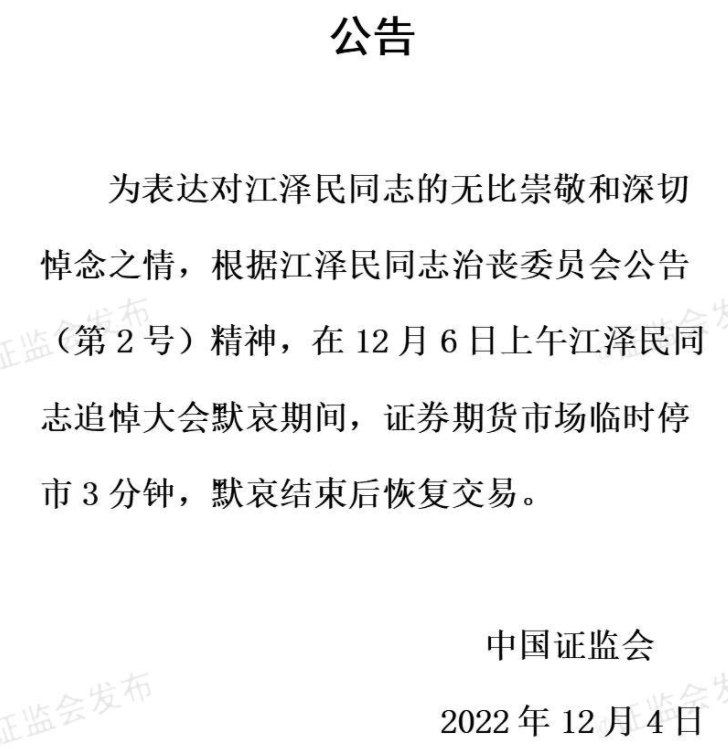 公告
为表达对江泽民同志的无比崇敬和深切
悼念之情，根据江泽民同志治丧委员会公告
（第 2 号）精神，在 12 月 6 日上午江泽民同
志追悼大会默哀期间，证券期货市场临时停
市 3 分钟，默哀结束后恢复交易。
中国证监会
2022 年 12 月 4 日
证监会发布
证监会发
证监会发布
证监会发